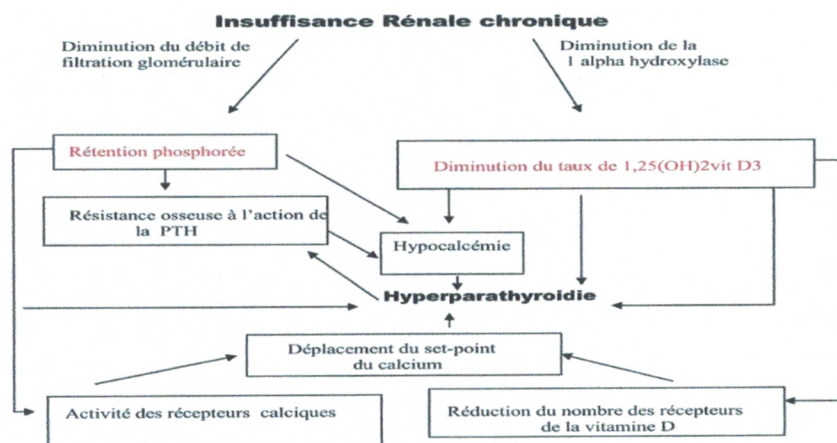 Insuffisance Rénale chronique
Diminution du débit de
filtration glomérulaire
Diminution de la
1 alpha hydroxylase
Rétention phosphorée
Diminution du taux de 1,25(OH)2vit D3
Résistance osseuse à l'action de
la PTH
Hypocalcémie
Hyperparathyroidie
Déplacement du set-point
du calcium
Activité des récepteurs calciques
Réduction du nombre des récepteurs
de la vitamine D